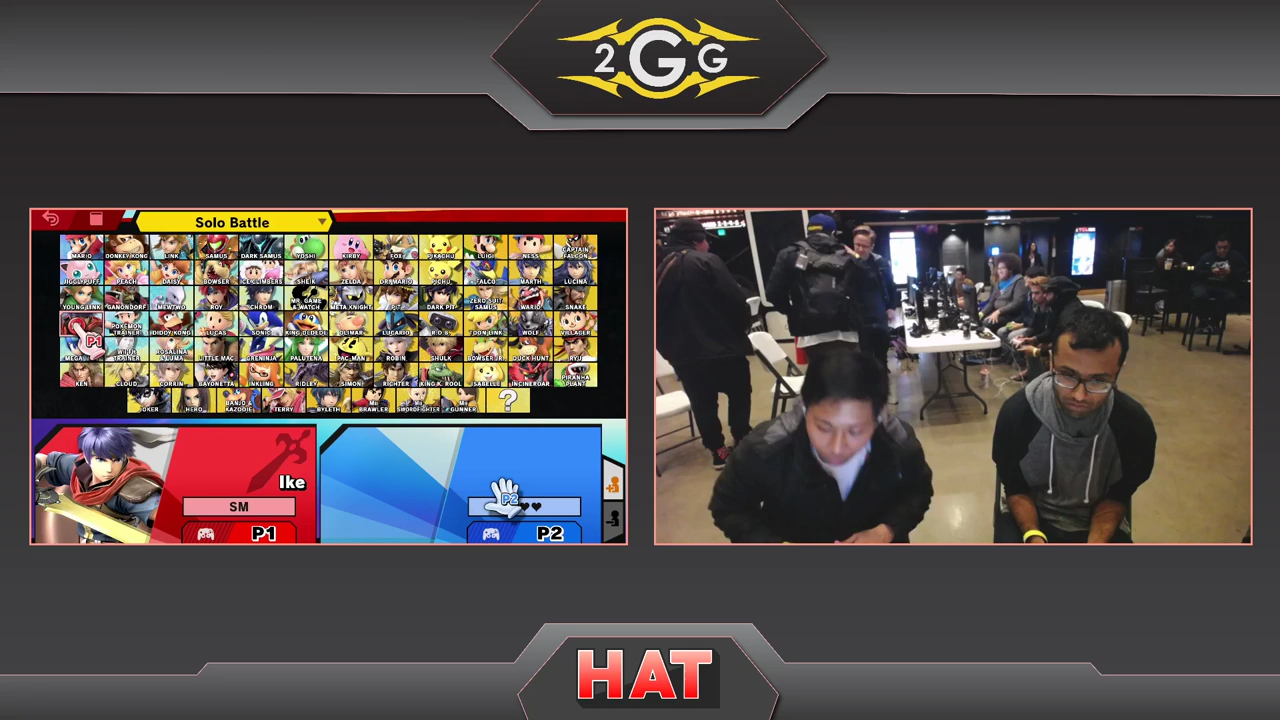 2GG
Solo Battle
MARIO DONKEY KONG LINK SAMUS DARK SAMUS YOSHI KIRBY FOX PIKACHU LUIGI NESS CAPTAIN FALCON
JIGGLYPUFF PEACH DAISY BOWSER ICE CLIMBERS SHEIK ZELDA DR. MARIO PICHU FALCO MARTH LUCINA
YOUNG LINK GANONDORF MEWTWO ROY CHROM MR. GAME & WATCH META KNIGHT PIT DARK PIT ZERO SUIT SAMUS WARIO SNAKE
P1 POKÉMON TRAINER DIDDY KONG LUCAS SONIC KING DEDEDE OLIMAR LUCARIO R.O.B. TOON LINK WOLF VILLAGER
MEGA WII FIT TRAINER ROSALINA & LUMA LITTLE MAC GRENINJA PALUTENA PAC-MAN ROBIN SHULK BOWSER JR. DUCK HUNT RYU
KEN CLOUD CORRIN BAYONETTA INKLING RIDLEY SIMON RICHTER KING K. ROOL ISABELLE INCINEROAR PIRANHA PLANT
JOKER HERO BANJO & KAZOOIE TERRY BYLETH Mii BRAWLER Mii SWORDFIGHTER Mii GUNNER ?
Ike
SM
P1
P2
♥♥
P2
HAT